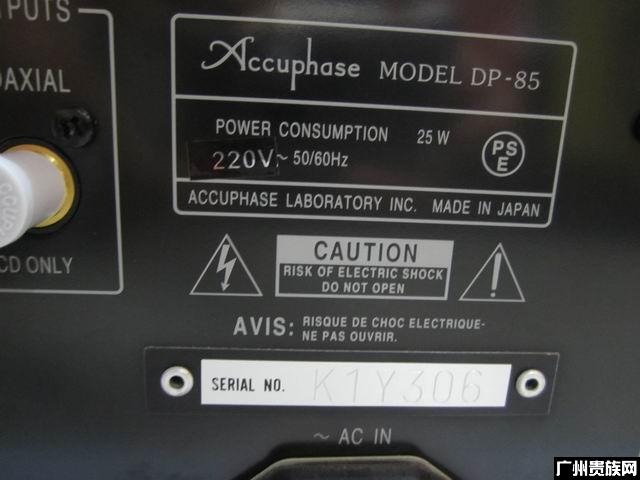 PUTS
AXIAL
CD ONLY
Accuphase MODEL DP-85
POWER CONSUMPTION 25 W
220V~ 50/60Hz
PS
E
ACCUPHASE LABORATORY INC. MADE IN JAPAN
CAUTION
RISK OF ELECTRIC SHOCK
DO NOT OPEN
AVIS: RISQUE DE CHOC ELECTRIQUE-
NE PAS OUVRIR.
SERIAL NO. K1Y306
~ AC IN
广州贵族网